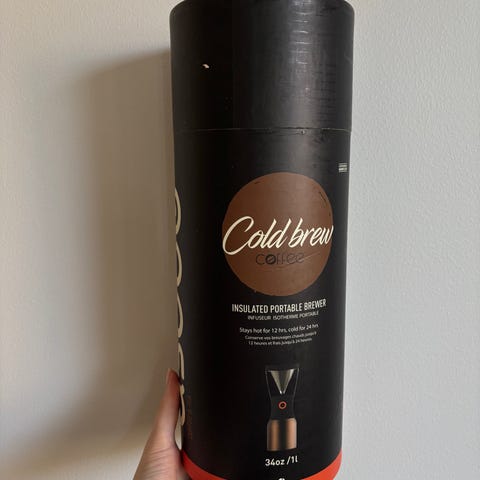 Cold brew
coffee
INSULATED PORTABLE BREWER
INFUSEUR ISOTHERME PORTABLE
Stays hot for 12 hrs, cold for 24 hrs
Conserve vos breuvages chauds jusqu'à
12 heures et frais jusqu'à 24 heures.
34oz /1l